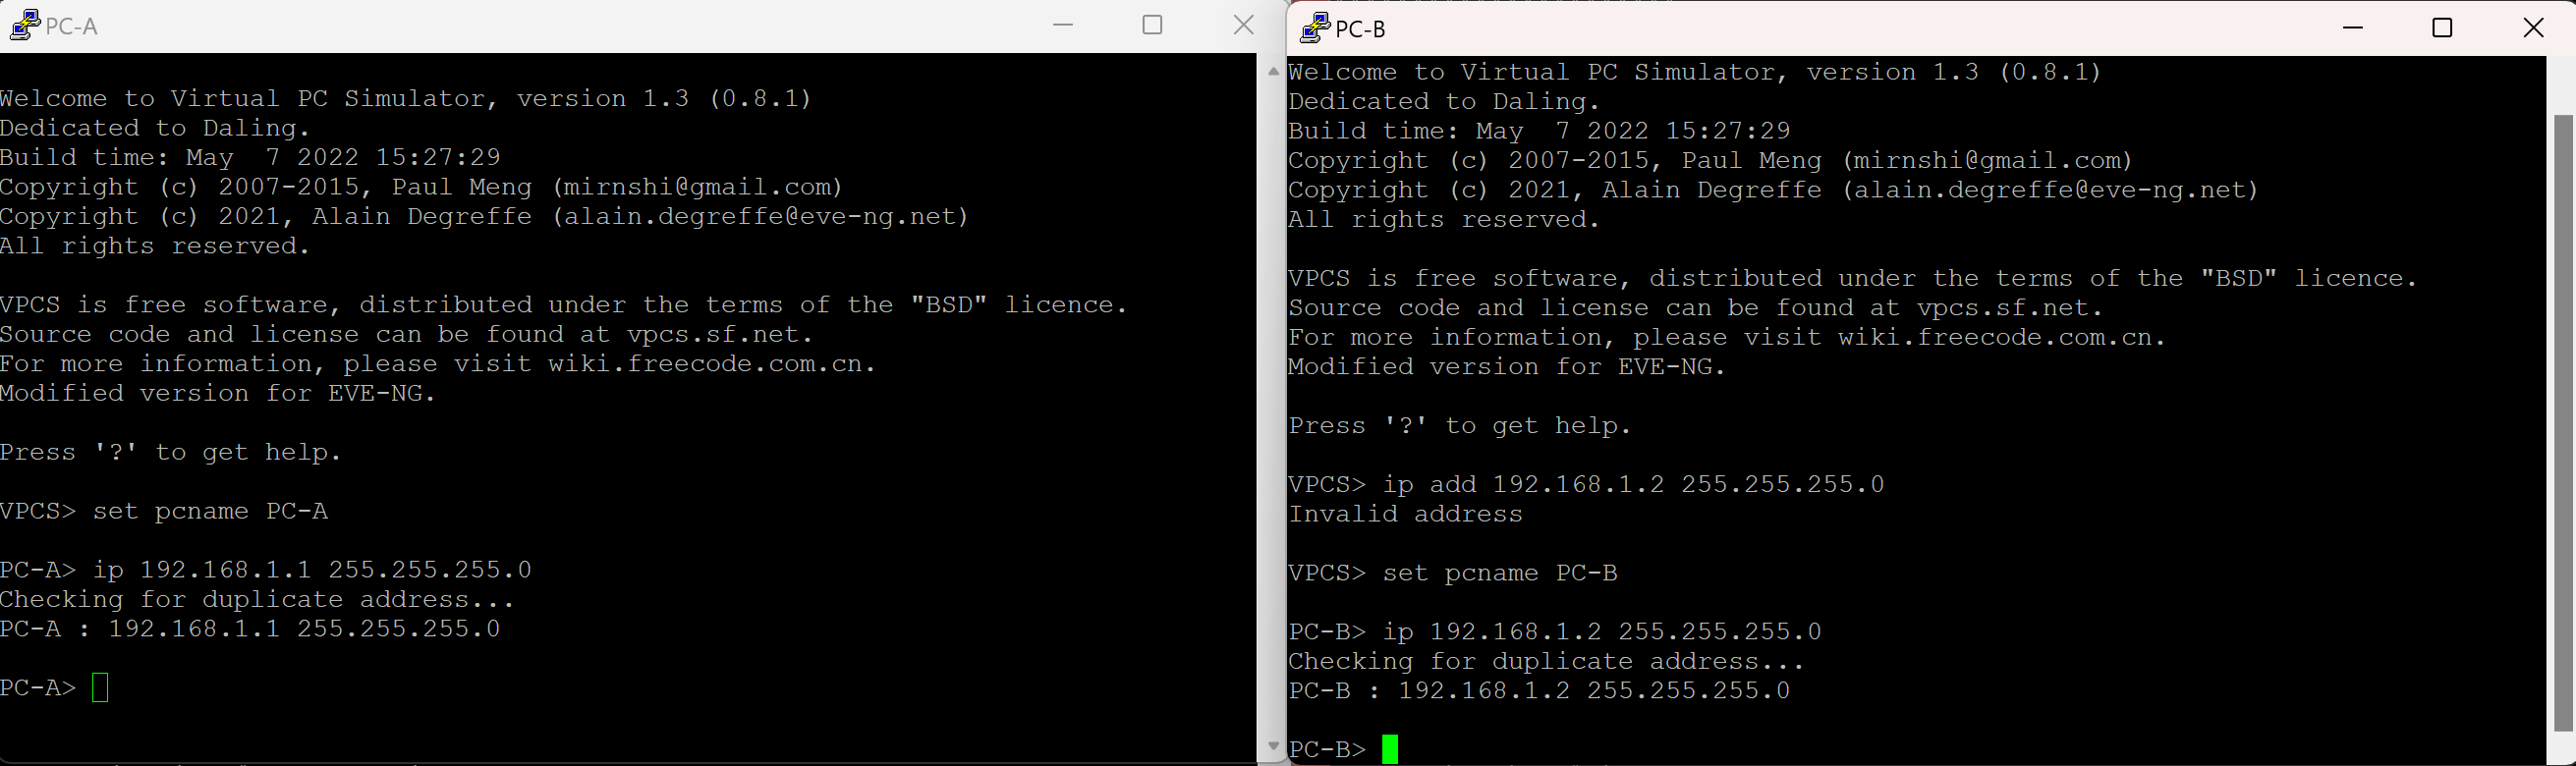 PC-A
Welcome to Virtual PC Simulator, version 1.3 (0.8.1)
Dedicated to Daling.
Build time: May  7 2022 15:27:29
Copyright (c) 2007-2015, Paul Meng (mirnshi@gmail.com)
Copyright (c) 2021, Alain Degreffe (alain.degreffe@eve-ng.net)
All rights reserved.
VPCS is free software, distributed under the terms of the "BSD" licence.
Source code and license can be found at vpcs.sf.net.
For more information, please visit wiki.freecode.com.cn.
Modified version for EVE-NG.
Press '?' to get help.
VPCS> set pcname PC-A
PC-A> ip 192.168.1.1 255.255.255.0
Checking for duplicate address...
PC-A : 192.168.1.1 255.255.255.0
PC-A>
PC-B
Welcome to Virtual PC Simulator, version 1.3 (0.8.1)
Dedicated to Daling.
Build time: May  7 2022 15:27:29
Copyright (c) 2007-2015, Paul Meng (mirnshi@gmail.com)
Copyright (c) 2021, Alain Degreffe (alain.degreffe@eve-ng.net)
All rights reserved.
VPCS is free software, distributed under the terms of the "BSD" licence.
Source code and license can be found at vpcs.sf.net.
For more information, please visit wiki.freecode.com.cn.
Modified version for EVE-NG.
Press '?' to get help.
VPCS> ip add 192.168.1.2 255.255.255.0
Invalid address
VPCS> set pcname PC-B
PC-B> ip 192.168.1.2 255.255.255.0
Checking for duplicate address...
PC-B : 192.168.1.2 255.255.255.0
PC-B>